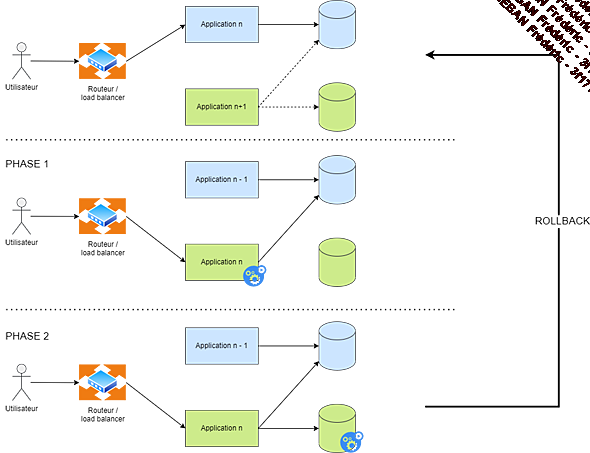 Application n
Utilisateur
Routeur /
load balancer
Application n+1
PHASE 1
Application n - 1
Utilisateur
Routeur /
load balancer
Application n
ROLLBACK
PHASE 2
Application n - 1
Utilisateur
Routeur /
load balancer
Application n
Frédéric